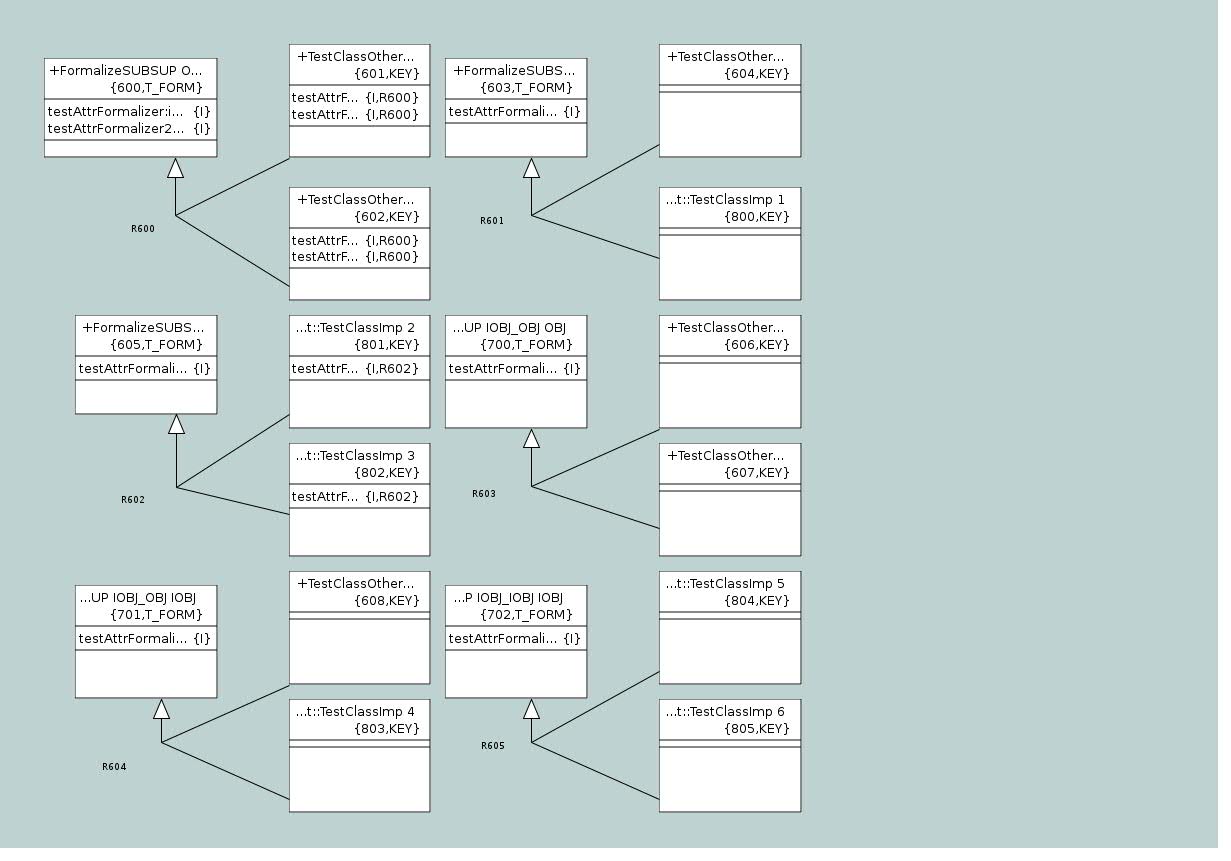 +FormalizeSUBSUP O...
{600,T_FORM}
testAttrFormalizer:i... {I}
testAttrFormalizer2... {I}
+TestClassOther...
{601,KEY}
testAttrF... {I,R600}
testAttrF... {I,R600}
+TestClassOther...
{602,KEY}
testAttrF... {I,R600}
testAttrF... {I,R600}
R600
+FormalizeSUBS...
{603,T_FORM}
testAttrFormali... {I}
+TestClassOther...
{604,KEY}
...t::TestClassImp 1
{800,KEY}
R601
+FormalizeSUBS...
{605,T_FORM}
testAttrFormali... {I}
...t::TestClassImp 2
{801,KEY}
testAttrF... {I,R602}
...t::TestClassImp 3
{802,KEY}
testAttrF... {I,R602}
R602
...UP IOBJ_OBJ OBJ
{700,T_FORM}
testAttrFormali... {I}
+TestClassOther...
{606,KEY}
+TestClassOther...
{607,KEY}
R603
...UP IOBJ_OBJ IOBJ
{701,T_FORM}
testAttrFormali... {I}
+TestClassOther...
{608,KEY}
...t::TestClassImp 4
{803,KEY}
R604
...P IOBJ_IOBJ IOBJ
{702,T_FORM}
testAttrFormali... {I}
...t::TestClassImp 5
{804,KEY}
...t::TestClassImp 6
{805,KEY}
R605